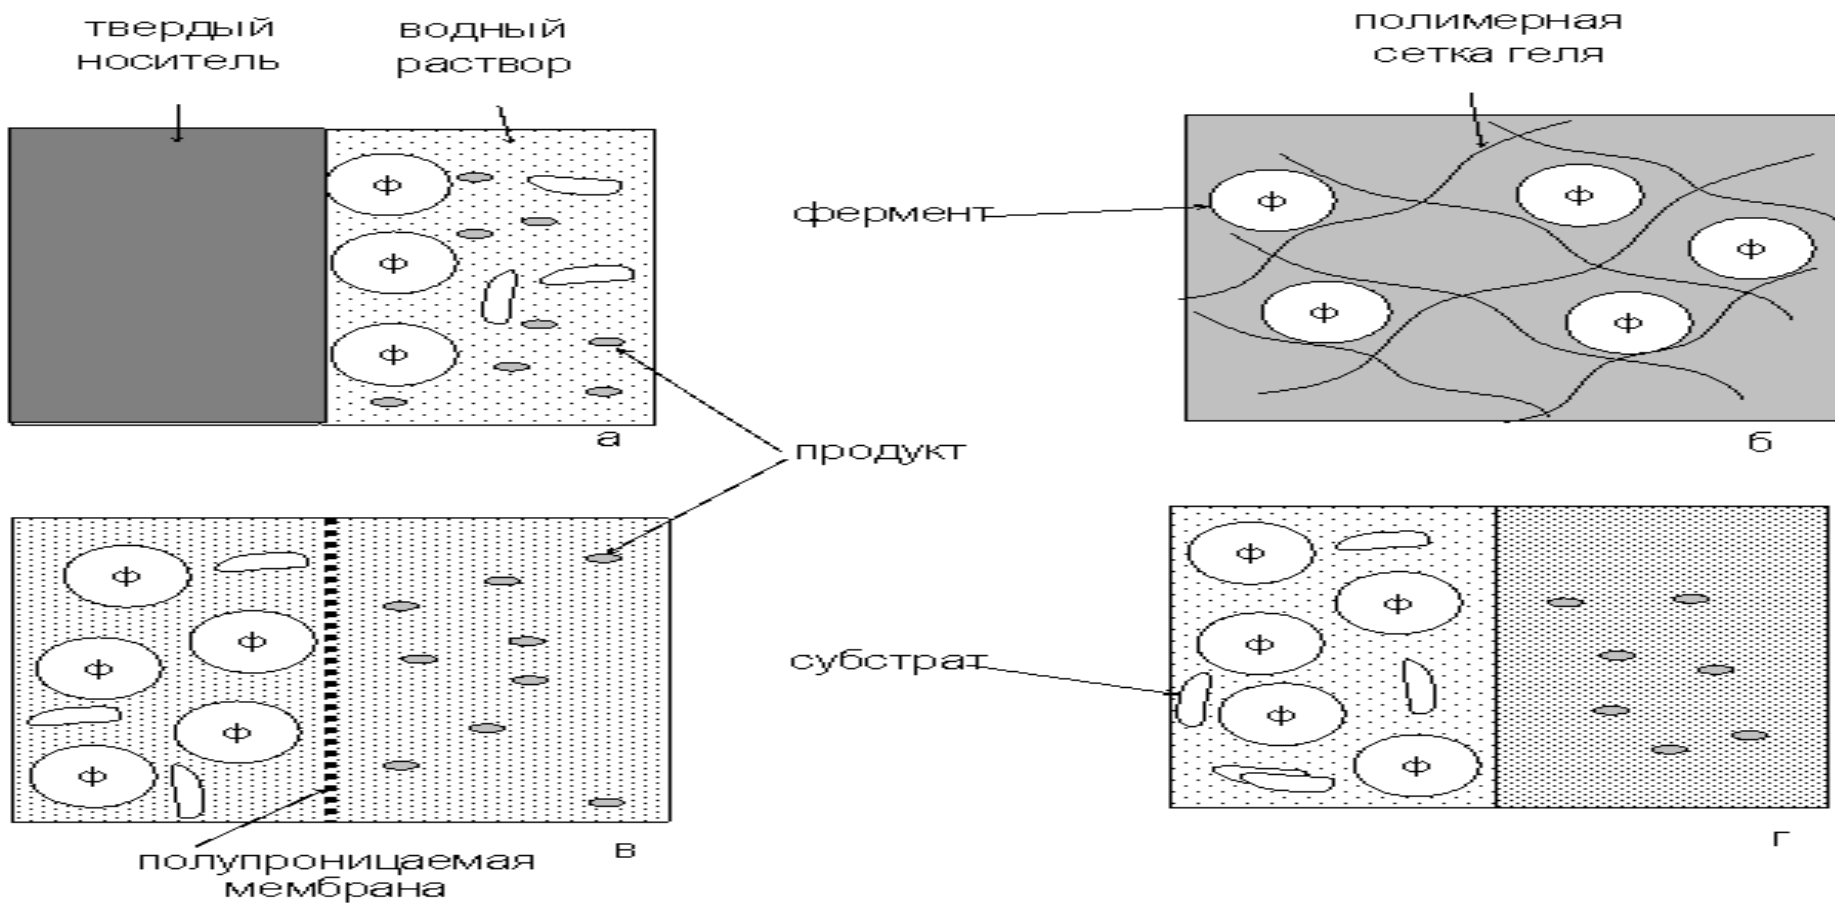 твердый
носитель
водный
раствор
полимерная
сетка геля
ф
ф
ф
фермент
ф
ф
ф
ф
ф
а
б
продукт
ф
ф
ф
ф
ф
субстрат
ф
ф
ф
ф
ф
полупроницаемая
мембрана
в
г